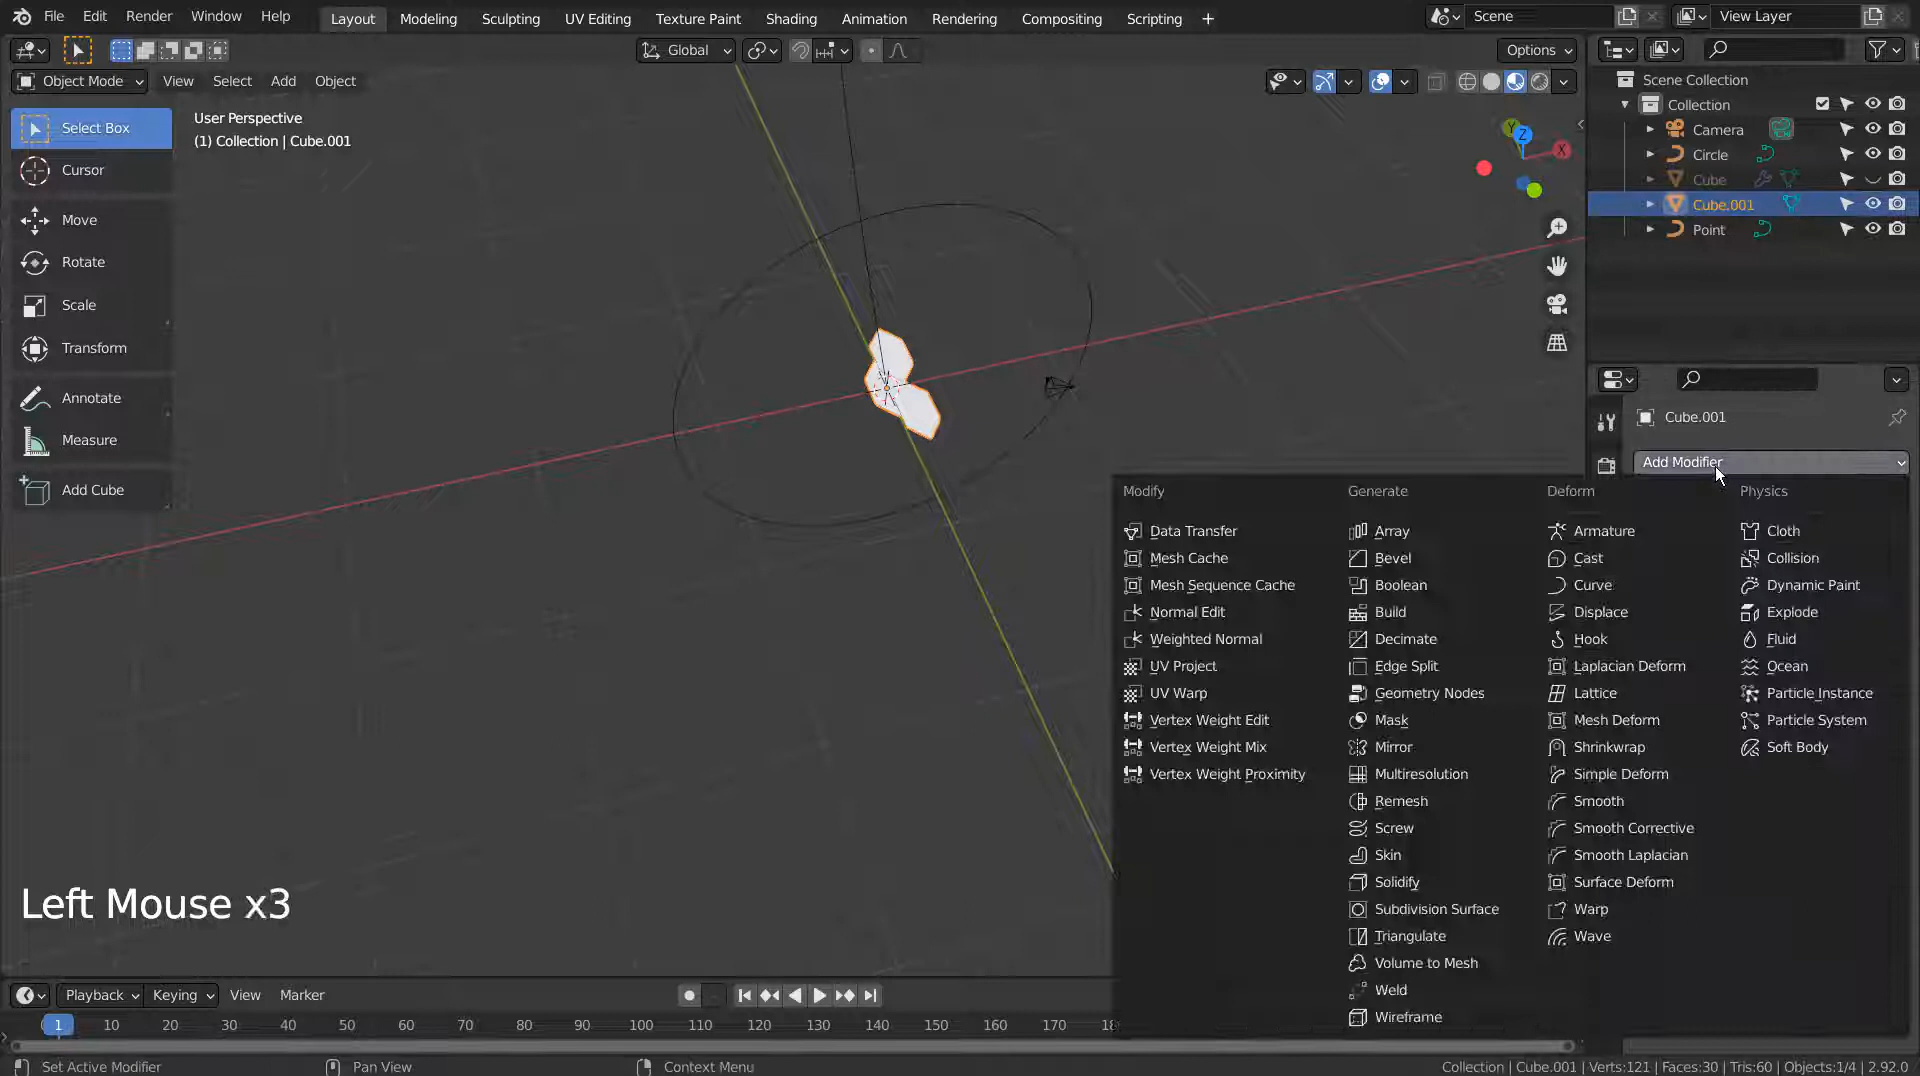 File Edit Render Window Help Layout Modeling Sculpting UV Editing Texture Paint Shading Animation Rendering Compositing Scripting + Scene View Layer
Global Options
Object Mode View Select Add Object
Scene Collection
Collection
Camera
Circle
Cube
Cube.001
Point
Select Box
Cursor
Move
Rotate
Scale
Transform
Annotate
Measure
Add Cube
User Perspective
(1) Collection | Cube.001
Y
Z
X
Cube.001
Add Modifier
Modify
Data Transfer
Mesh Cache
Mesh Sequence Cache
Normal Edit
Weighted Normal
UV Project
UV Warp
Vertex Weight Edit
Vertex Weight Mix
Vertex Weight Proximity
Generate
Array
Bevel
Boolean
Build
Decimate
Edge Split
Geometry Nodes
Mask
Mirror
Multiresolution
Remesh
Screw
Skin
Solidify
Subdivision Surface
Triangulate
Volume to Mesh
Weld
Wireframe
Deform
Armature
Cast
Curve
Displace
Hook
Laplacian Deform
Lattice
Mesh Deform
Shrinkwrap
Simple Deform
Smooth
Smooth Corrective
Smooth Laplacian
Surface Deform
Warp
Wave
Physics
Cloth
Collision
Dynamic Paint
Explode
Fluid
Ocean
Particle Instance
Particle System
Soft Body
Left Mouse x3
Playback Keying View Marker
1 10 20 30 40 50 60 70 80 90 100 110 120 130 140 150 160 170
Set Active Modifier Pan View Context Menu Collection | Cube.001 | Verts:121 | Faces:30 | Tris:60 | Objects:1/4 | 2.92.0